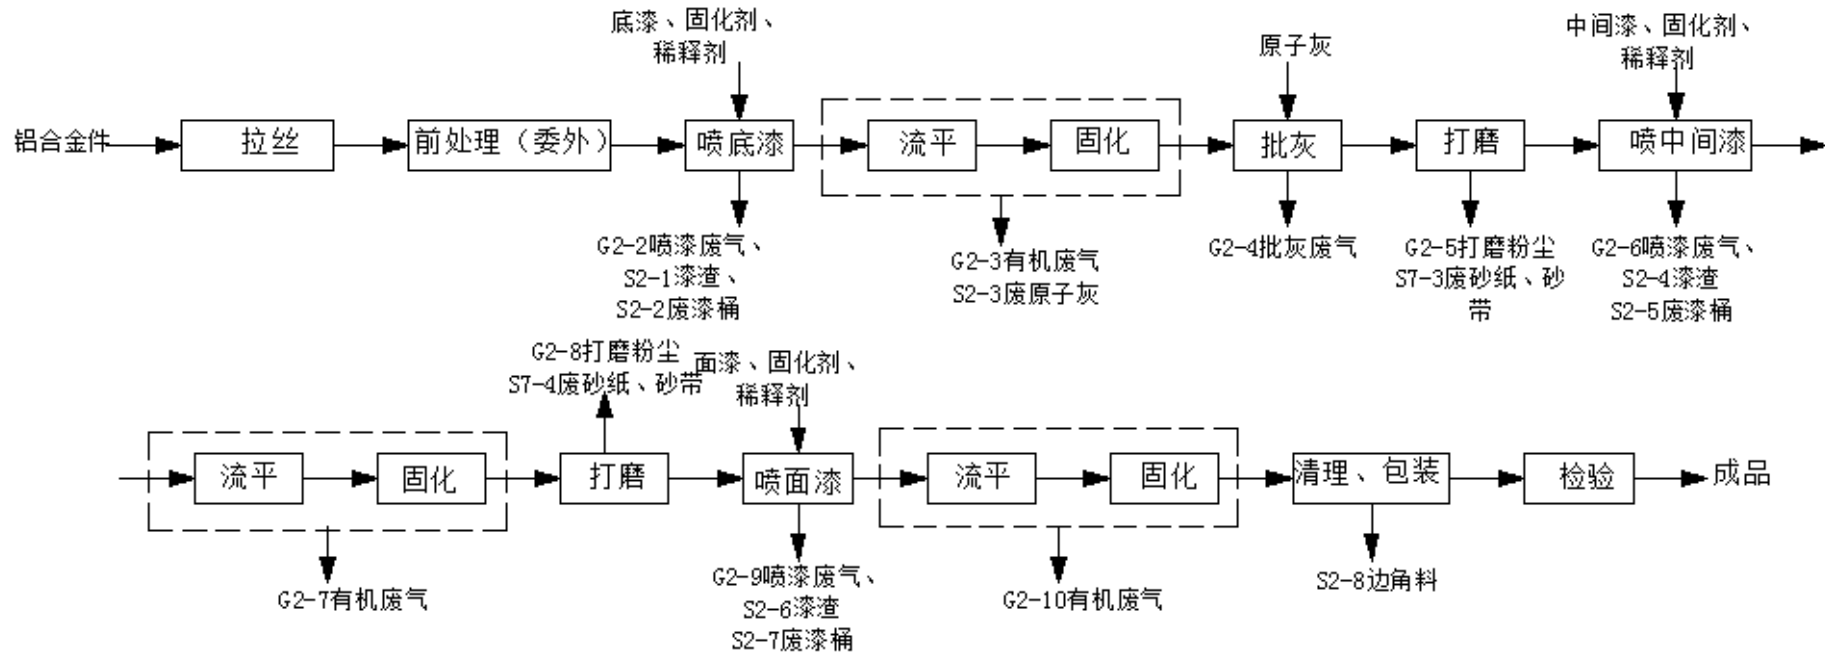 底漆、固化剂、
稀释剂
原子灰
中间漆、固化剂、
稀释剂
铝合金件
拉丝
前处理（委外）
喷底漆
流平
固化
批灰
打磨
喷中间漆
G2-2喷漆废气、
S2-1漆渣、
S2-2废漆桶
G2-3有机废气
S2-3废原子灰
G2-4批灰废气
G2-5打磨粉尘
S7-3废砂纸、砂
带
G2-6喷漆废气、
S2-4漆渣
S2-5废漆桶
G2-8打磨粉尘
S7-4废砂纸、砂带
面漆、固化剂、
稀释剂
流平
固化
打磨
喷面漆
流平
固化
清理、包装
检验
成品
G2-7有机废气
G2-9喷漆废气、
S2-6漆渣
S2-7废漆桶
G2-10有机废气
S2-8边角料